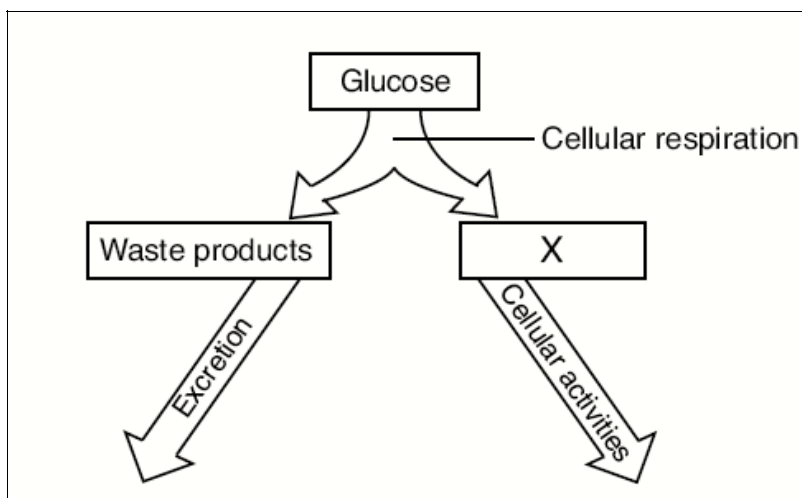 Glucose
Cellular respiration
Waste products
X
Excretion
Cellular activities